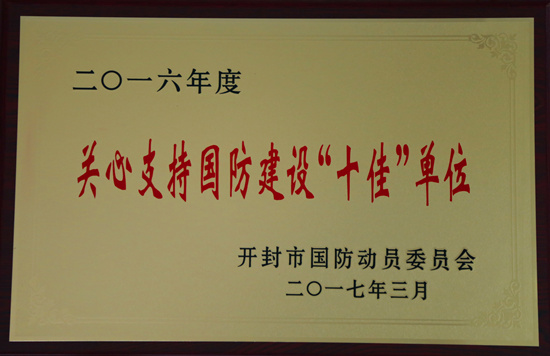 二〇一六年度
关心支持国防建设“十佳”单位
开封市国防动员委员会
二〇一七年三月